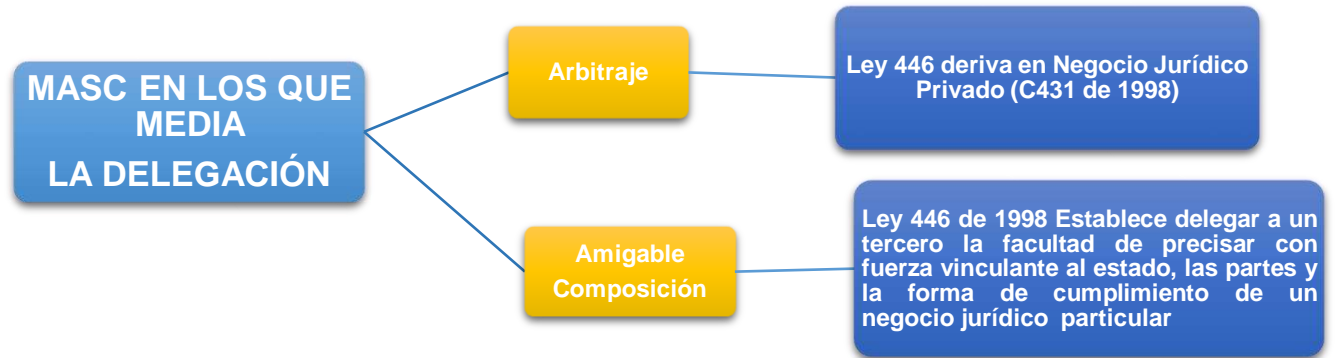 MASC EN LOS QUE
MEDIA
LA DELEGACIÓN
Arbitraje
Ley 446 deriva en Negocio Jurídico
Privado (C431 de 1998)
Amigable
Composición
Ley 446 de 1998 Establece delegar a un
tercero la facultad de precisar con
fuerza vinculante al estado, las partes y
la forma de cumplimiento de un
negocio jurídico particular